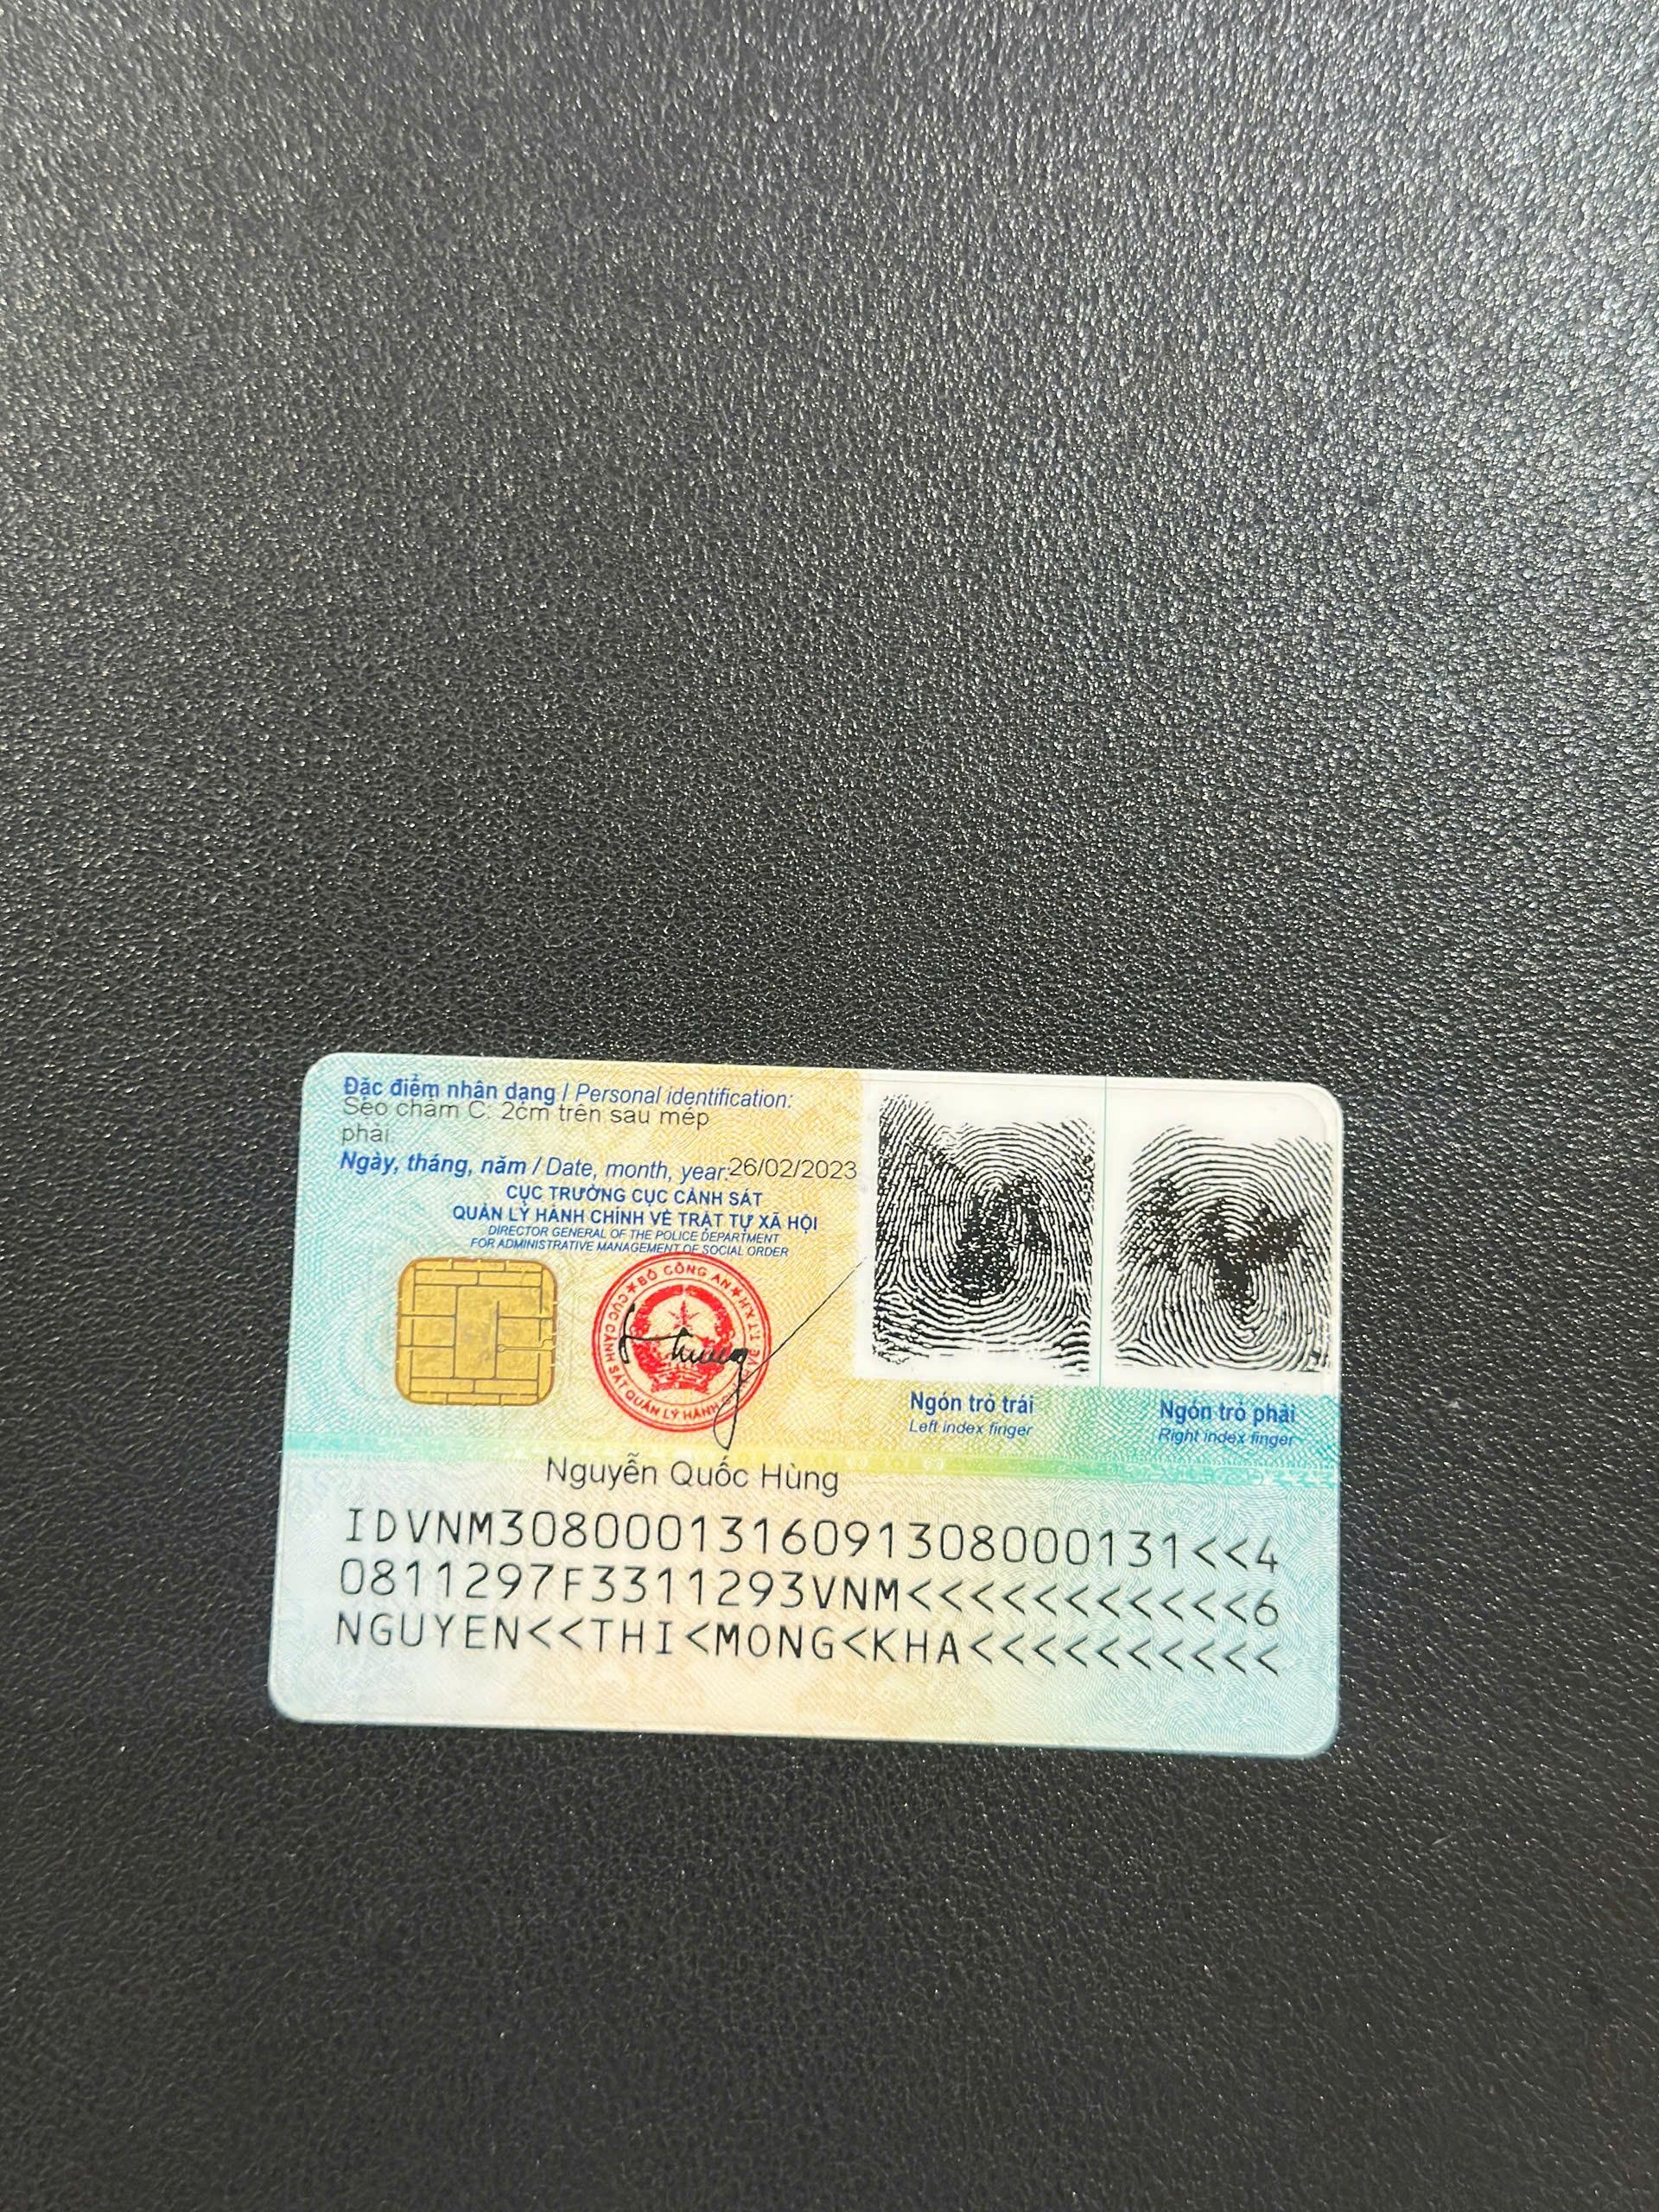 Đặc điểm nhân dạng / Personal identification:
Sẹo chấm C: 2cm trên sau mép
phải.
Ngày, tháng, năm / Date, month, year: 26/02/2023
CỤC TRƯỞNG CỤC CẢNH SÁT
QUẢN LÝ HÀNH CHÍNH VỀ TRẬT TỰ XÃ HỘI
DIRECTOR GENERAL OF THE POLICE DEPARTMENT
FOR ADMINISTRATIVE MANAGEMENT OF SOCIAL ORDER
BỘ CÔNG AN
CỤC CẢNH SÁT QUẢN LÝ HÀNH
Ngón trỏ trái
Left index finger
Ngón trỏ phải
Right index finger
Nguyễn Quốc Hùng
IDVNM3080001316091308000131<<4
0811297F3311293VNM<<<<<<<<<<<6
NGUYEN<<THI<MONG<KHA<<<<<<<<<<